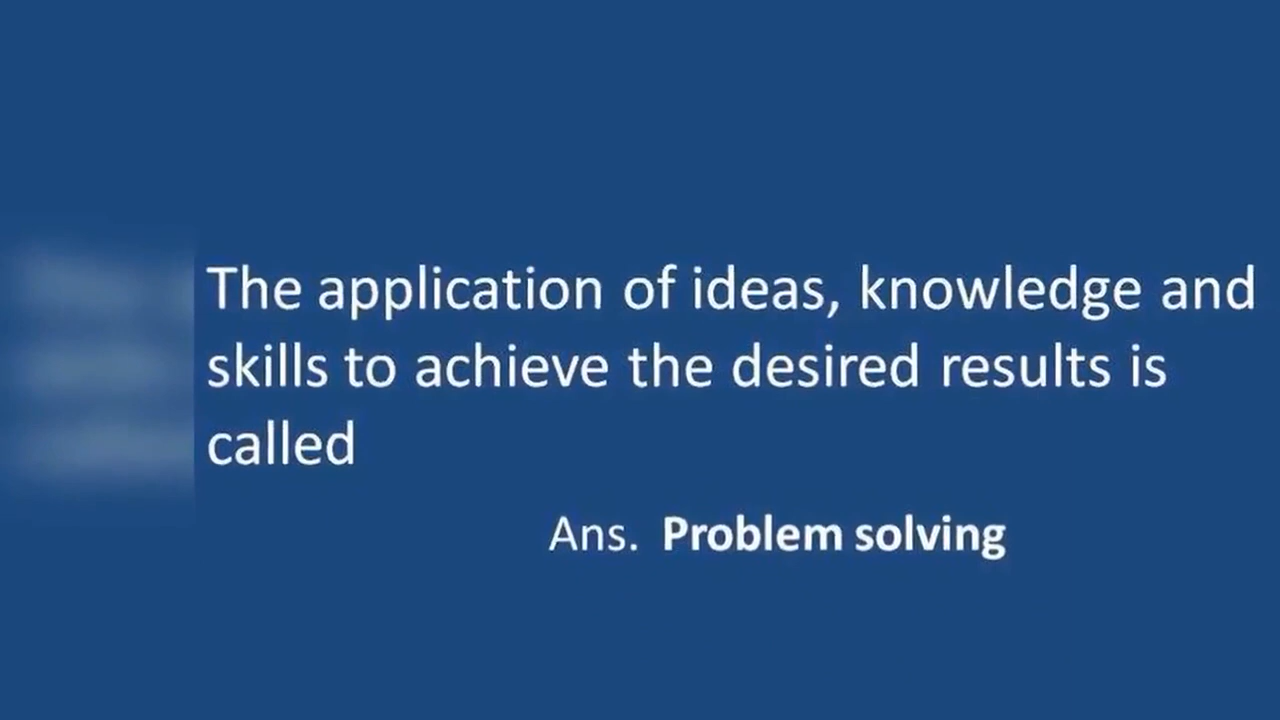 The application of ideas, knowledge and
skills to achieve the desired results is
called
Ans. Problem solving